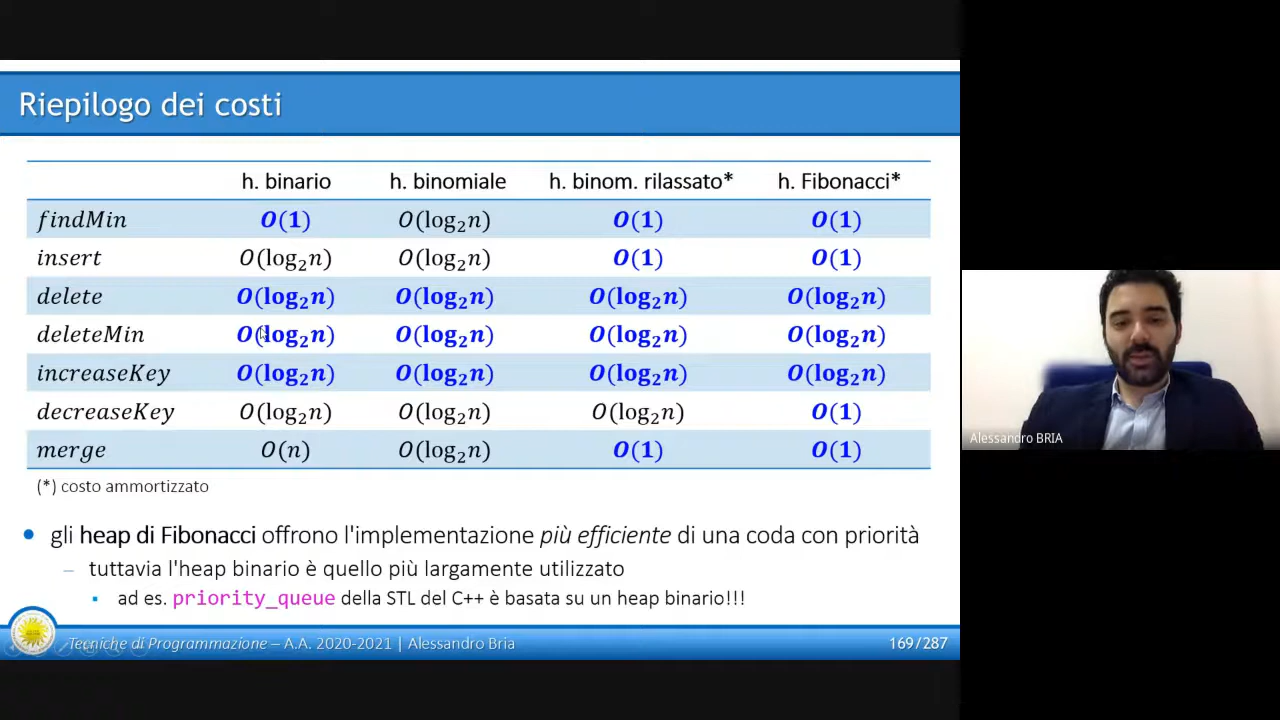 Riepilogo dei costi
h. binario h. binomiale h. binom. rilassato* h. Fibonacci*
findMin O(1) O(log₂n) O(1) O(1)
insert O(log₂n) O(log₂n) O(1) O(1)
delete O(log₂n) O(log₂n) O(log₂n) O(log₂n)
deleteMin O(log₂n) O(log₂n) O(log₂n) O(log₂n)
increaseKey O(log₂n) O(log₂n) O(log₂n) O(log₂n)
decreaseKey O(log₂n) O(log₂n) O(log₂n) O(1)
merge O(n) O(log₂n) O(1) O(1)
(*) costo ammortizzato
• gli heap di Fibonacci offrono l'implementazione più efficiente di una coda con priorità
– tuttavia l'heap binario è quello più largamente utilizzato
▪ ad es. priority_queue della STL del C++ è basata su un heap binario!!!
Tecniche di Programmazione – A.A. 2020-2021 | Alessandro Bria 169/287
Alessandro BRIA